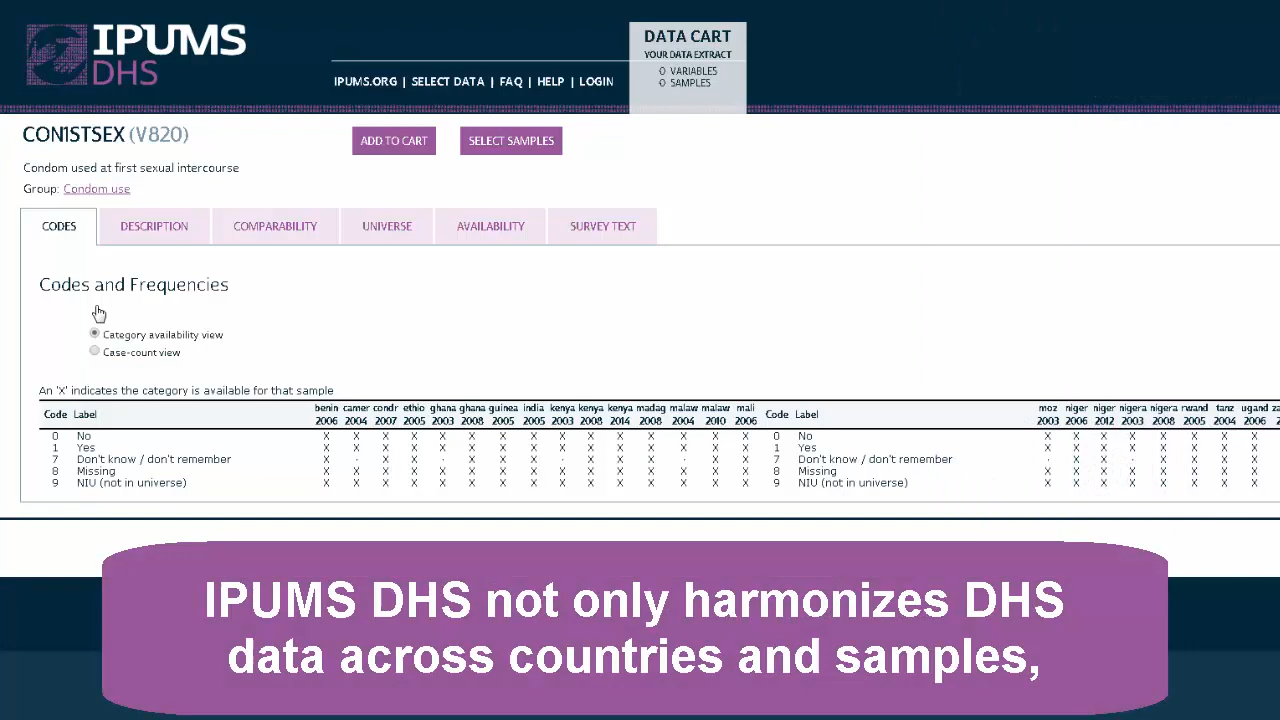 IPUMS
DHS
IPUMS.ORG | SELECT DATA | FAQ | HELP | LOGIN
DATA CART
YOUR DATA EXTRACT
0 VARIABLES
0 SAMPLES
CON1STSEX (V820)
ADD TO CART
SELECT SAMPLES
Condom used at first sexual intercourse
Group: Condom use
CODES DESCRIPTION COMPARABILITY UNIVERSE AVAILABILITY SURVEY TEXT
Codes and Frequencies
Category availability view
Case-count view
An 'X' indicates the category is available for that sample
Code Label benin 2006 camer 2004 condr 2007 ethio 2005 ghana 2003 ghana 2008 guinea 2005 india 2005 kenya 2003 kenya 2008 kenya 2014 madag 2008 malaw 2004 malaw 2010 mali 2006 Code Label moz 2003 niger 2006 niger 2012 nigera 2003 nigera 2008 rwand 2005 tanz 2004 ugand 2006
0 No X X X X X X X X X X X X X X X 0 No X X X X X X X X
1 Yes X X X X X X X X X X X X X X X 1 Yes X X X X X X X X
7 Don't know / don't remember X · X X · X X X · X X X · X X 7 Don't know / don't remember · X X · X X X X
8 Missing X X X X X X X X X X X X X X X 8 Missing X X X X X X X X
9 NIU (not in universe) X X X X X X X X X X X X X X X 9 NIU (not in universe) X X X X X X X X
IPUMS DHS not only harmonizes DHS
data across countries and samples,